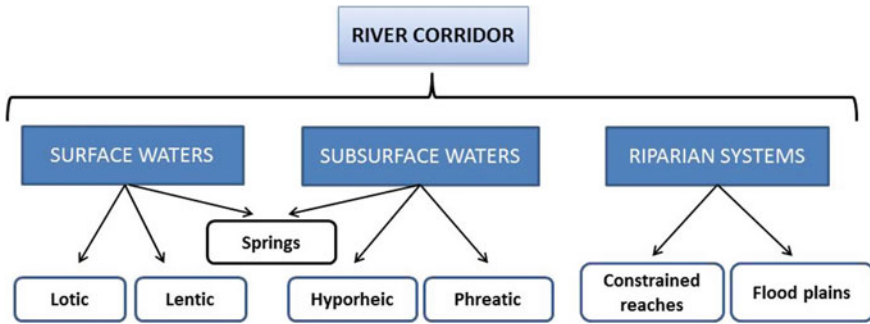 RIVER CORRIDOR
SURFACE WATERS
SUBSURFACE WATERS
RIPARIAN SYSTEMS
Springs
Lotic
Lentic
Hyporheic
Phreatic
Constrained
reaches
Flood plains